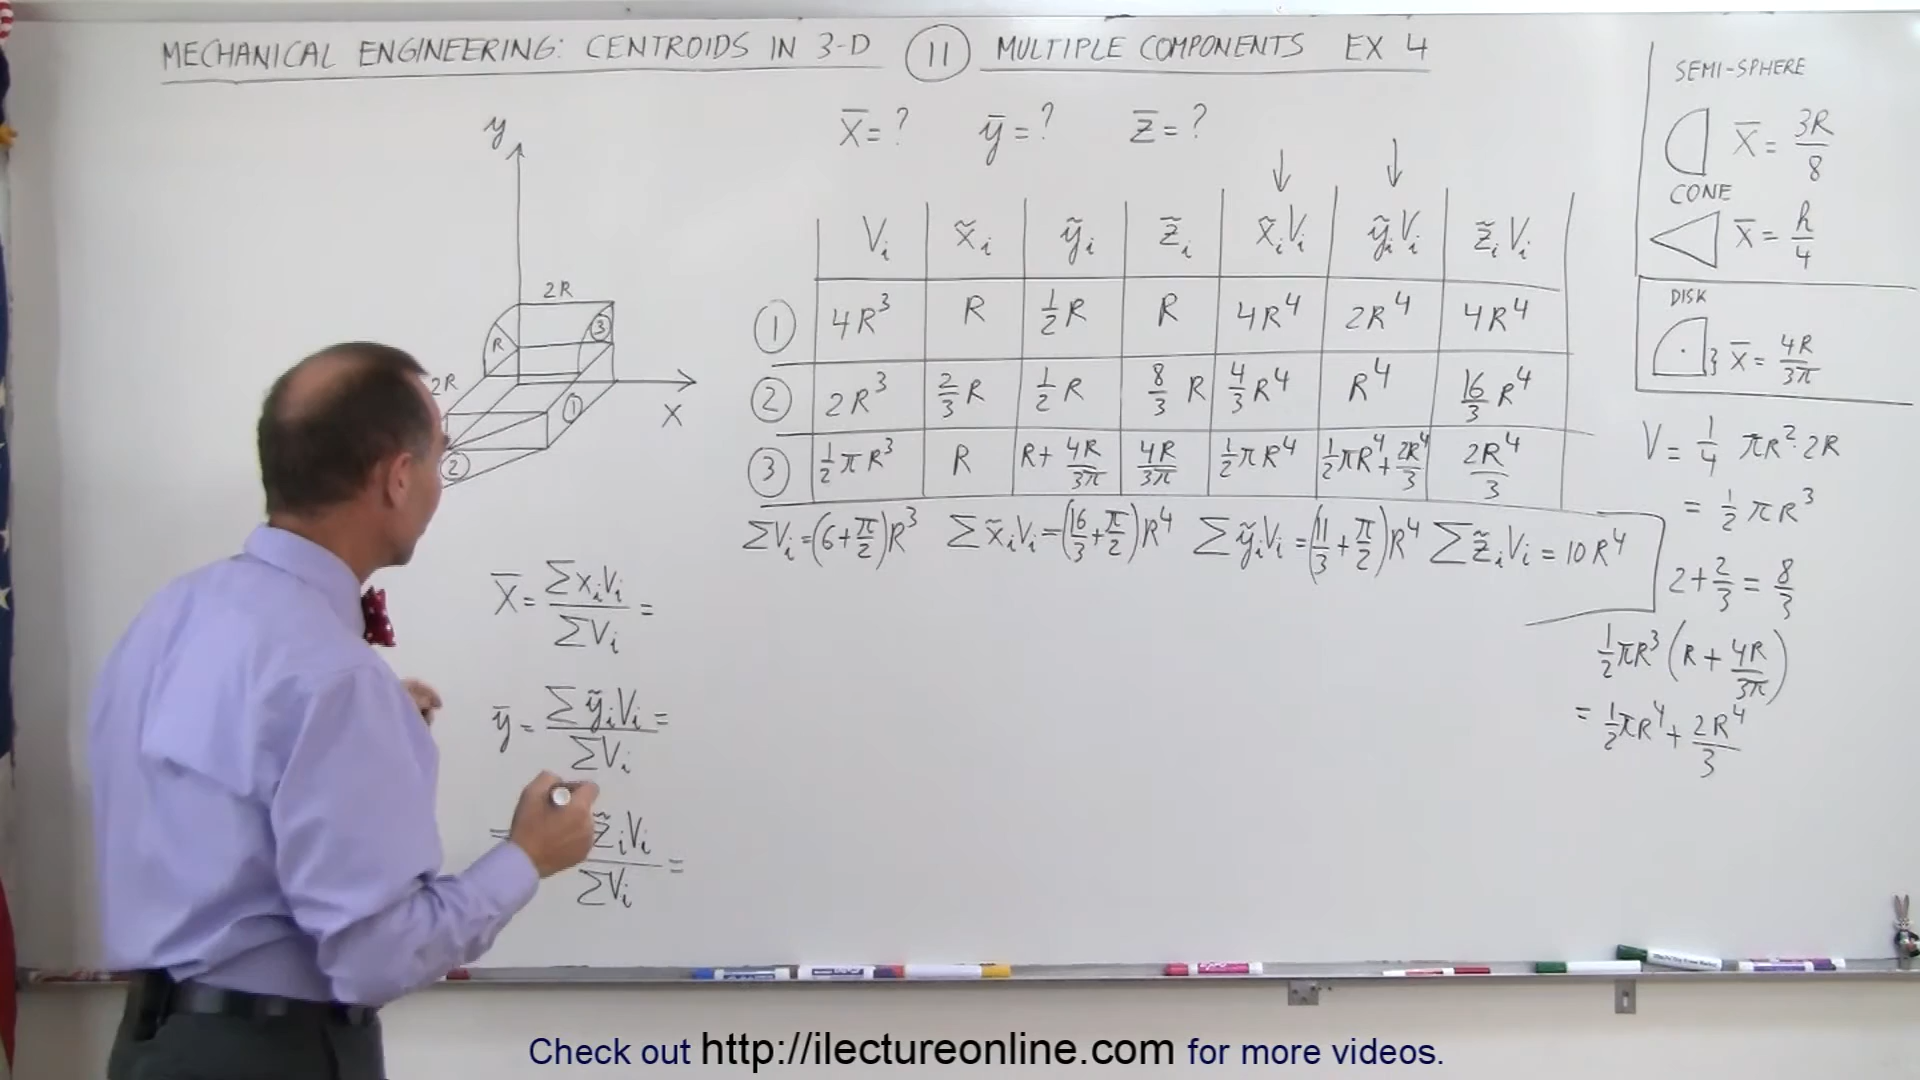 MECHANICAL ENGINEERING: CENTROIDS IN 3-D (11) MULTIPLE COMPONENTS EX 4
x̄ = ? ȳ = ? z̄ = ?
y
2R
R
3
2R
1
2
X
Vᵢ x̃ᵢ ỹᵢ z̃ᵢ x̃ᵢVᵢ ỹᵢVᵢ z̃ᵢVᵢ
1 4R³ R ½R R 4R⁴ 2R⁴ 4R⁴
2 2R³ 2/3 R ½R 8/3 R 4/3 R⁴ R⁴ 16/3 R⁴
3 ½πR³ R R + 4R/3π 4R/3π ½πR⁴ ½πR⁴ + 2R⁴/3 2R⁴/3
ΣVᵢ = (6 + π/2)R³ Σx̃ᵢVᵢ = (16/3 + π/2)R⁴ ΣỹᵢVᵢ = (11/3 + π/2)R⁴ Σz̃ᵢVᵢ = 10R⁴
x̄ = ΣxᵢVᵢ/ΣVᵢ =
ȳ = ΣỹᵢVᵢ/ΣVᵢ =
z̃ᵢVᵢ/ΣVᵢ =
SEMI-SPHERE
x̄ = 3R/8
CONE
x̄ = h/4
DISK
} x̄ = 4R/3π
V = 1/4 πR²·2R
= ½πR³
2 + 2/3 = 8/3
½πR³ (R + 4R/3π)
= ½πR⁴ + 2R⁴/3
Check out http://ilectureonline.com for more videos.